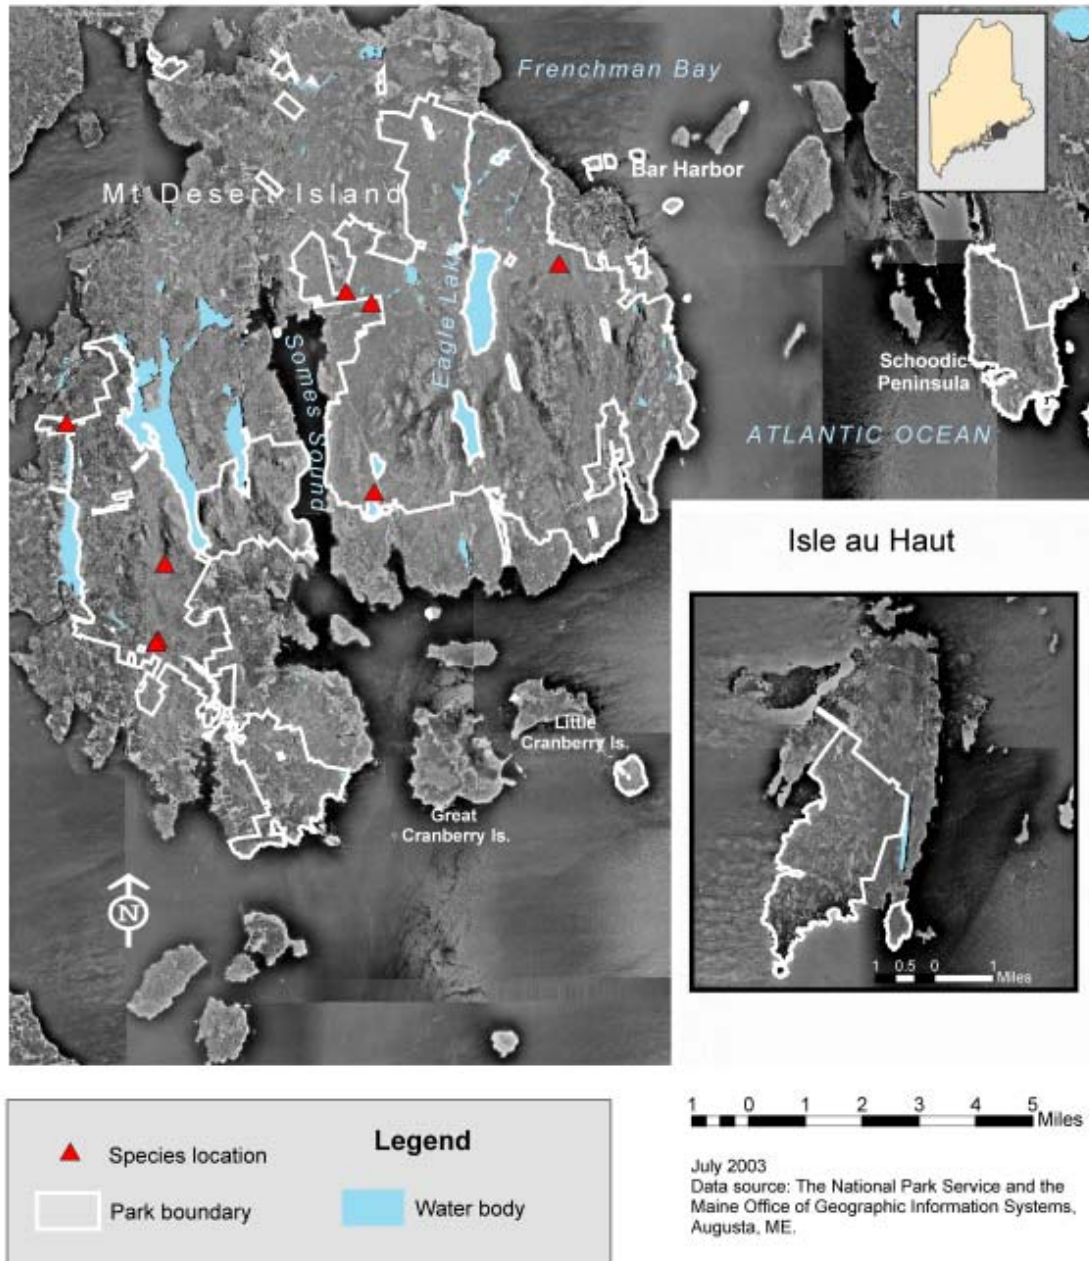 Frenchman Bay
Bar Harbor
Mt Desert Island
Eagle Lake
Somes Sound
Schoodic
Peninsula
ATLANTIC OCEAN
Little
Cranberry Is.
Great
Cranberry Is.
N
Isle au Haut
1 0.5 0 1
Miles
Legend
Species location
Park boundary
Water body
1 0 1 2 3 4 5
Miles
July 2003
Data source: The National Park Service and the
Maine Office of Geographic Information Systems,
Augusta, ME.